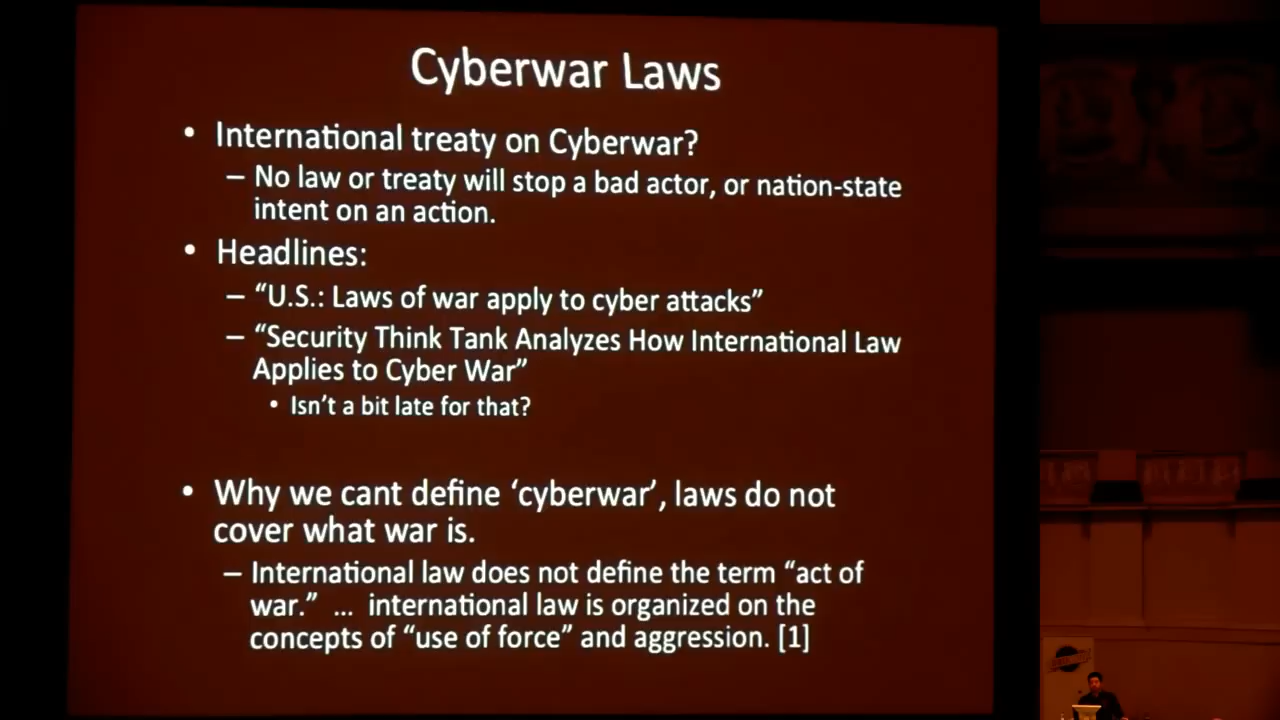 Cyberwar Laws
• International treaty on Cyberwar?
– No law or treaty will stop a bad actor, or nation-state
intent on an action.
• Headlines:
– “U.S.: Laws of war apply to cyber attacks”
– “Security Think Tank Analyzes How International Law
Applies to Cyber War”
• Isn’t a bit late for that?
• Why we cant define ‘cyberwar’, laws do not
cover what war is.
– International law does not define the term “act of
war.” … international law is organized on the
concepts of “use of force” and aggression. [1]